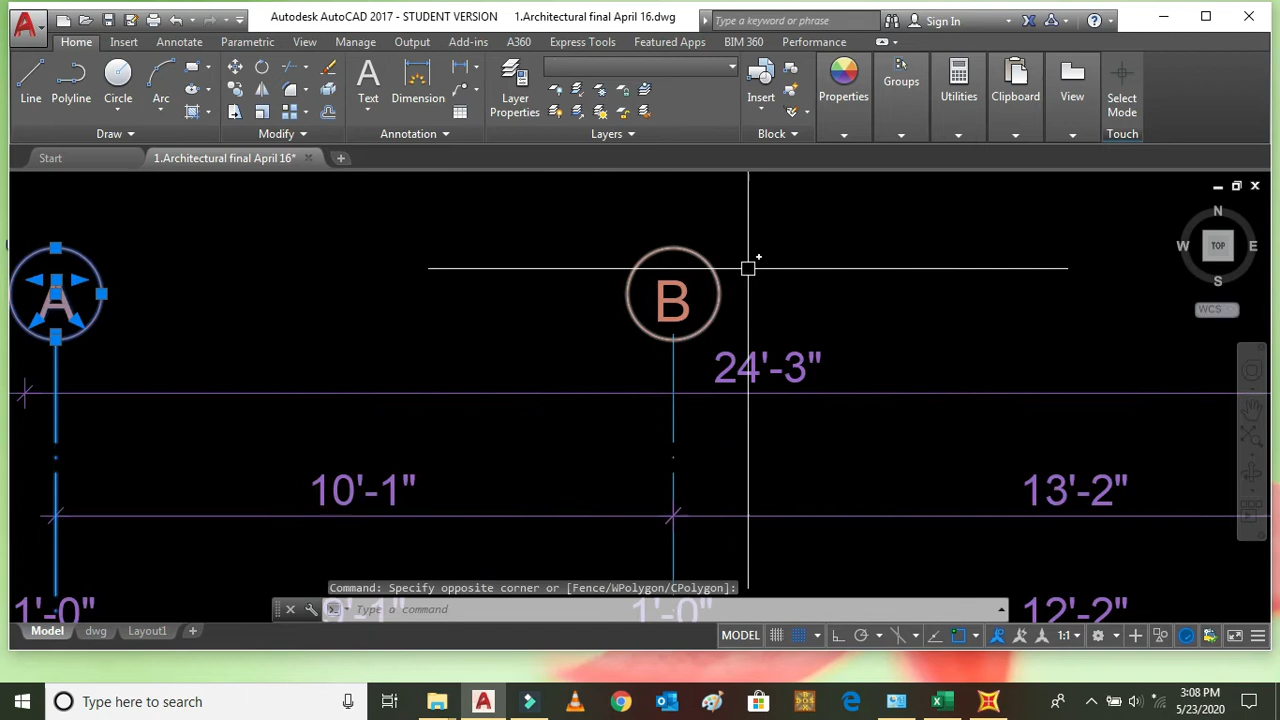 Autodesk AutoCAD 2017 - STUDENT VERSION 1.Architectural final April 16.dwg Type a keyword or phrase Sign In
Home Insert Annotate Parametric View Manage Output Add-ins A360 Express Tools Featured Apps BIM 360 Performance
Line Polyline Circle Arc Text Dimension Layer Properties Insert Properties Groups Utilities Clipboard View Select Mode
Draw Modify Annotation Layers Block Touch
Start 1.Architectural final April 16*
N
W TOP E
S
WCS
A B
24'-3"
10'-1" 13'-2"
Command: Specify opposite corner or [Fence/WPolygon/CPolygon]:
Type a command
1'-0" 9'-1" 1'-0" 12'-2"
Model dwg Layout1 MODEL 1:1
Type here to search
3:08 PM
5/23/2020